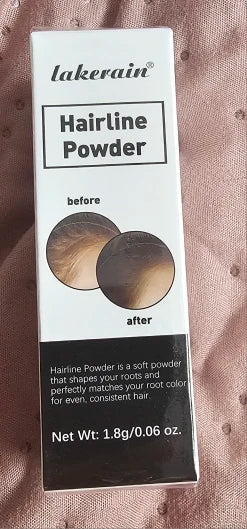 lakerain®
Hairline
Powder
before
after
Hairline Powder is a soft powder
that shapes your roots and
perfectly matches your root color
for even, consistent hair.
Net Wt: 1.8g/0.06 oz.